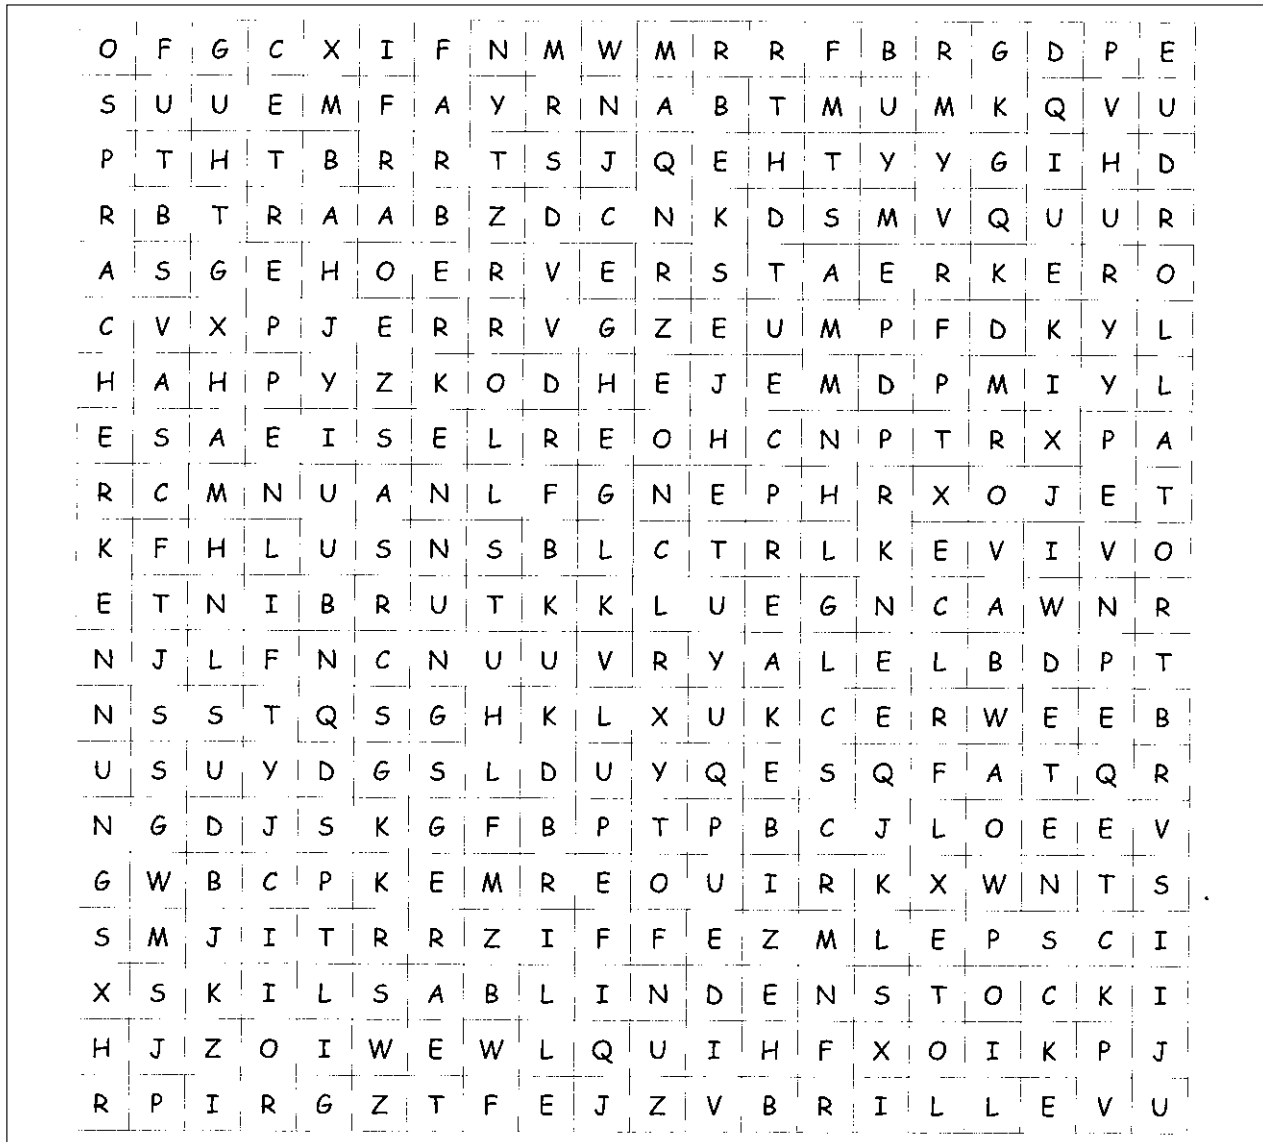 O F G C X I F N M W M R R F B R G D P E
S U U E M F A Y R N A B T M U M K Q V U
P T H T B R R T S J Q E H T Y Y G I H D
R B T R A A B Z D C N K D S M V Q U U R
A S G E H O E R V E R S T A E R K E R O
C V X P J E R R V G Z E U M P F D K Y L
H A H P Y Z K O D H E J E M D P M I Y L
E S A E I S E L R E O H C N P T R X P A
R C M N U A N L F G N E P H R X O J E T
K F H L U S N S B L C T R L K E V I V O
E T N I B R U T K K L U E G N C A W N R
N J L F N C N U U V R Y A L E L B D P T
N S S T Q S G H K L X U K C E R W E E B
U S U Y D G S L D U Y Q E S Q F A T Q R
N G D J S K G F B P T P B C J L O E E V
G W B C P K E M R E O U I R K X W N T S
S M J I T R R Z I F F E Z M L E P S C I
X S K I L S A B L I N D E N S T O C K I
H J Z O I W E W L Q U I H F X O I K P J
R P I R G Z T F E J Z V B R I L L E V U